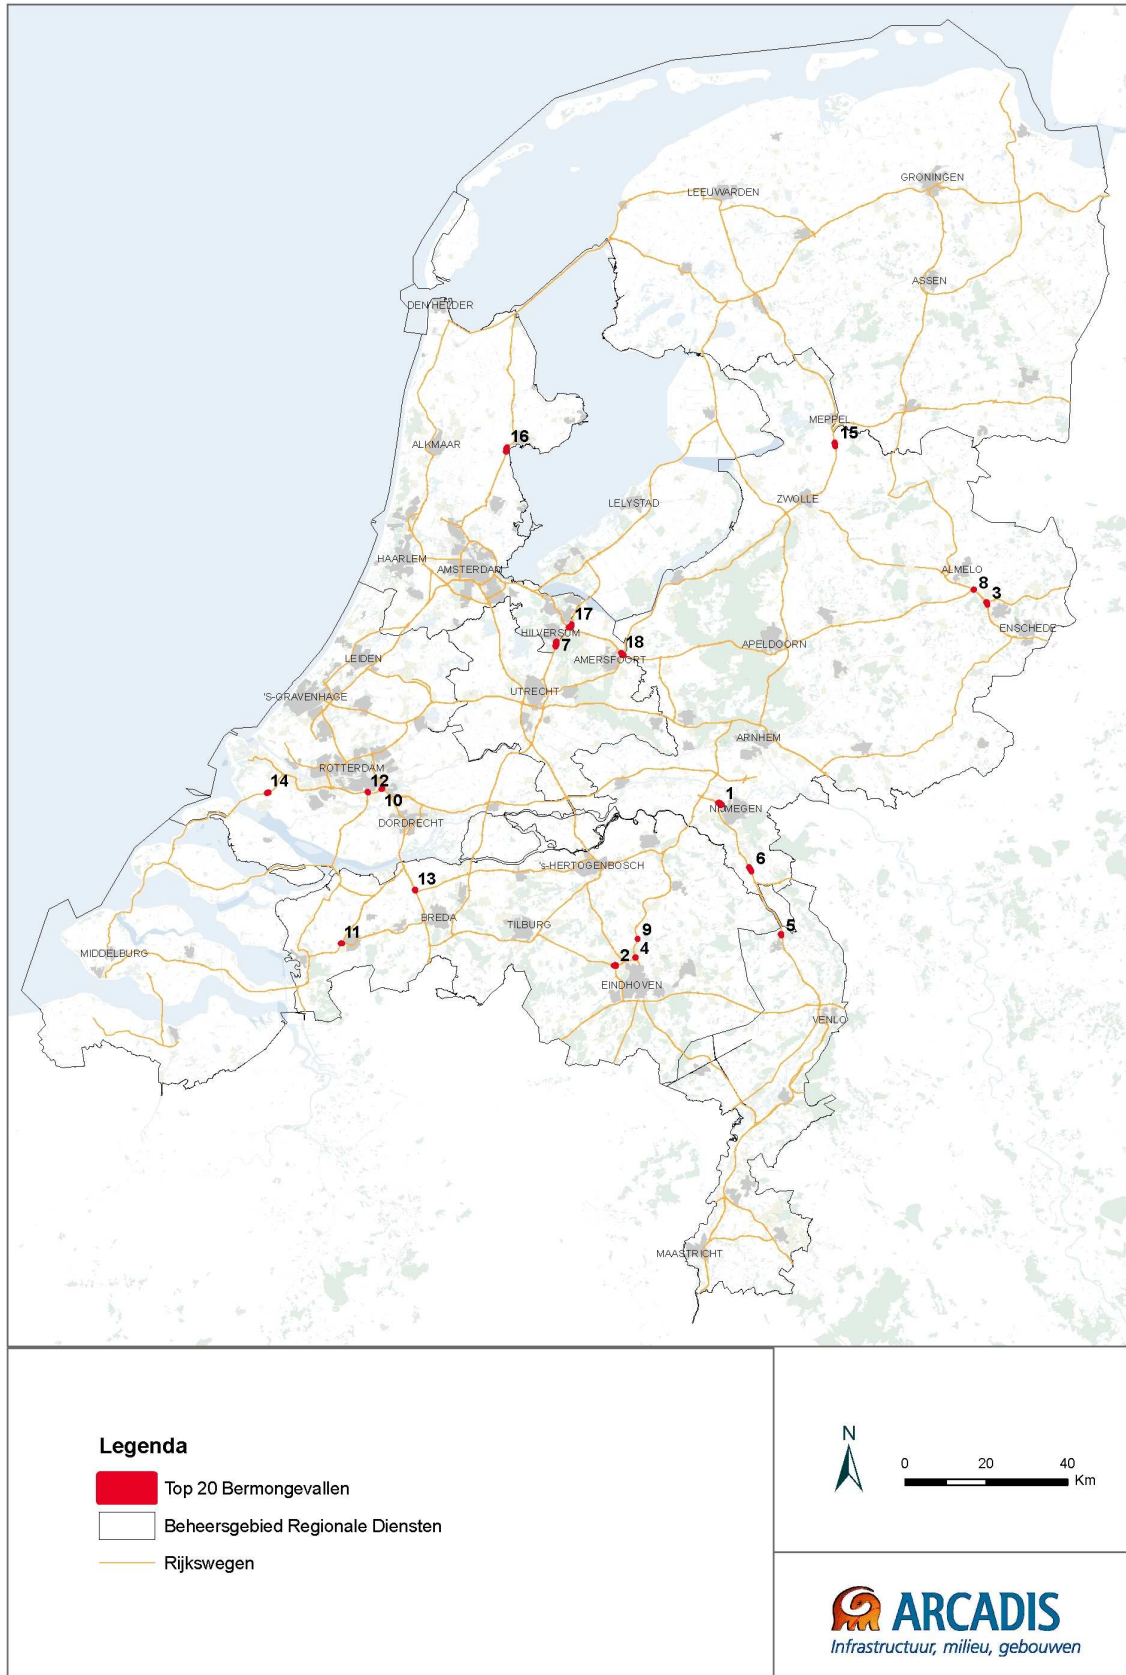 GRONINGEN
LEEUWARDEN
ASSEN
DEN HELDER
MEPPEL
16
15
ALKMAAR
ZWOLLE
LELYSTAD
HAARLEM
AMSTERDAM
ALMELO
8
3
17
HILVERSUM
ENSCHEDE
7
18
APELDOORN
LEIDEN
AMERSFOORT
UTRECHT
'S-GRAVENHAGE
ARNHEM
ROTTERDAM
14
12
10
1
NIJMEGEN
DORDRECHT
6
's-HERTOGENBOSCH
13
BREDA
TILBURG
5
9
11
MIDDELBURG
2
4
EINDHOVEN
VENLO
MAASTRICHT
Legenda
Top 20 Bermongevallen
Beheersgebied Regionale Diensten
Rijkswegen
N
0 20 40
Km
ARCADIS
Infrastructuur, milieu, gebouwen